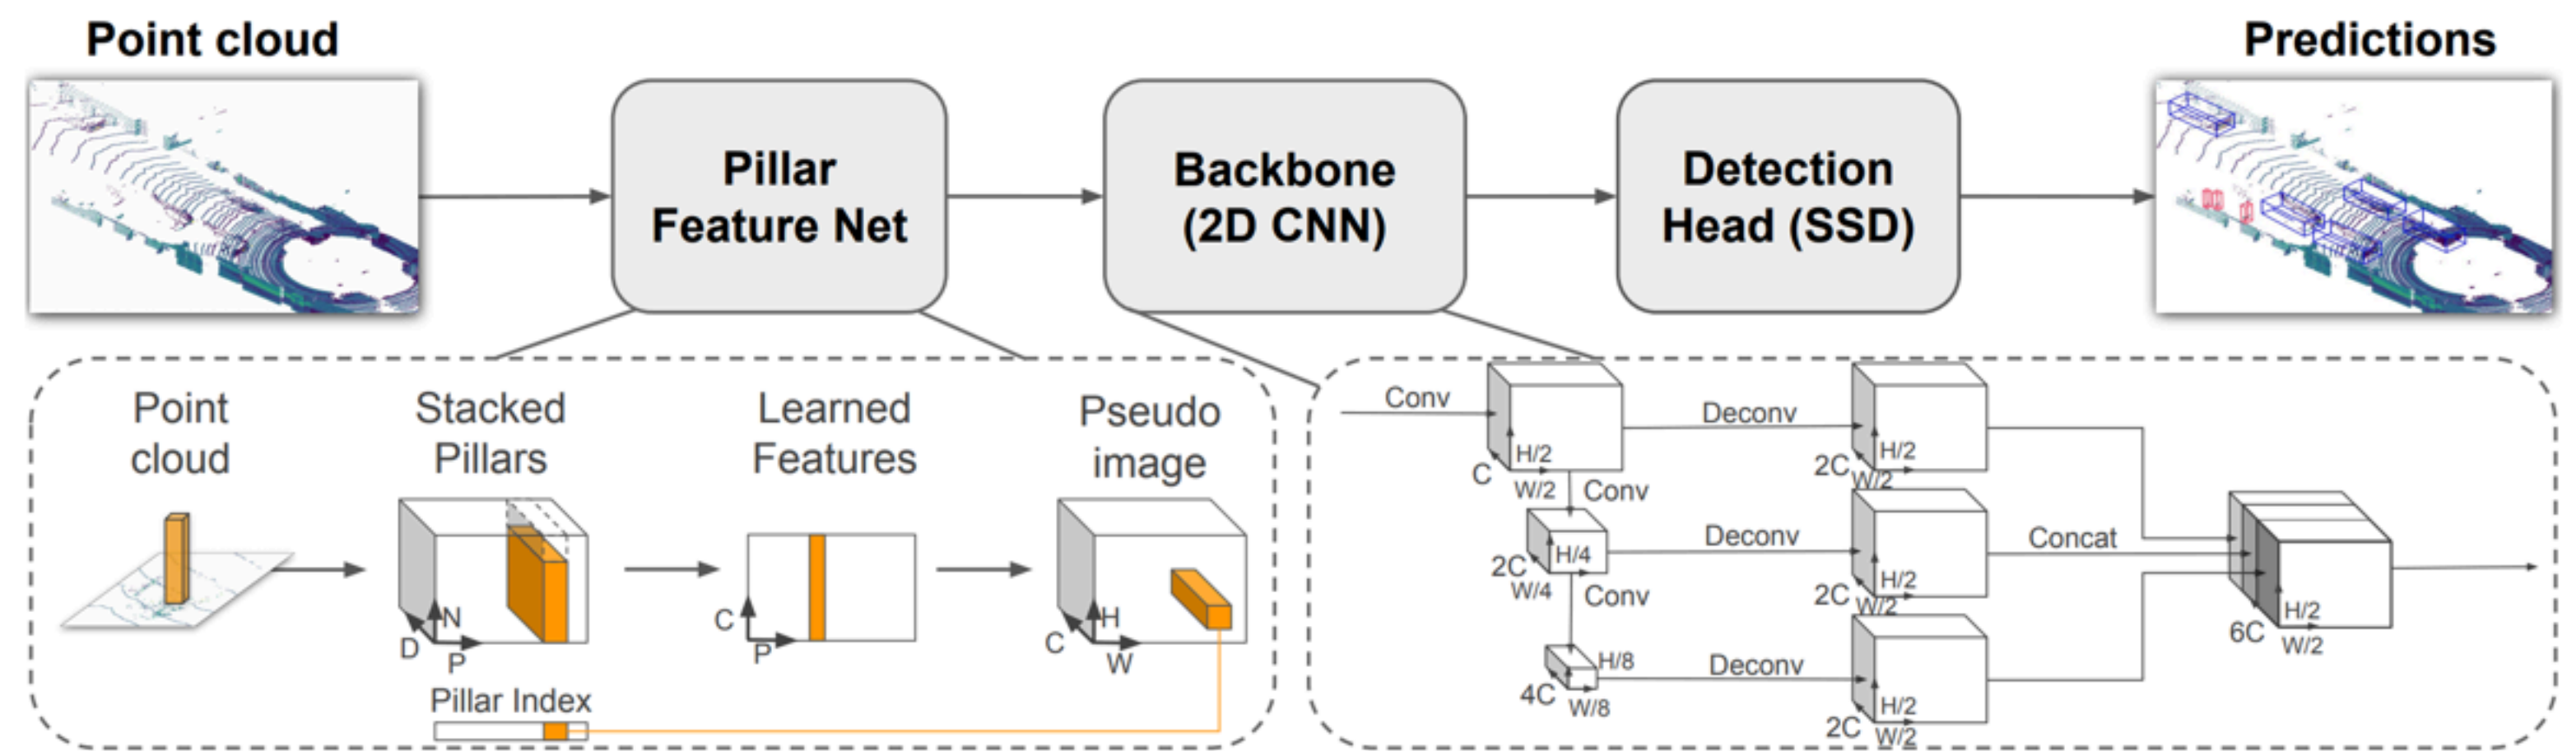 Point cloud
Predictions
Pillar
Feature Net
Backbone
(2D CNN)
Detection
Head (SSD)
Point
cloud
Stacked
Pillars
Learned
Features
Pseudo
image
D
N
P
C
P
C
H
W
Pillar Index
Conv
C
H/2
W/2
Conv
2C
H/4
W/4
Conv
4C
H/8
W/8
Deconv
2C
H/2
W/2
Deconv
2C
H/2
W/2
Deconv
2C
H/2
W/2
Concat
6C
H/2
W/2